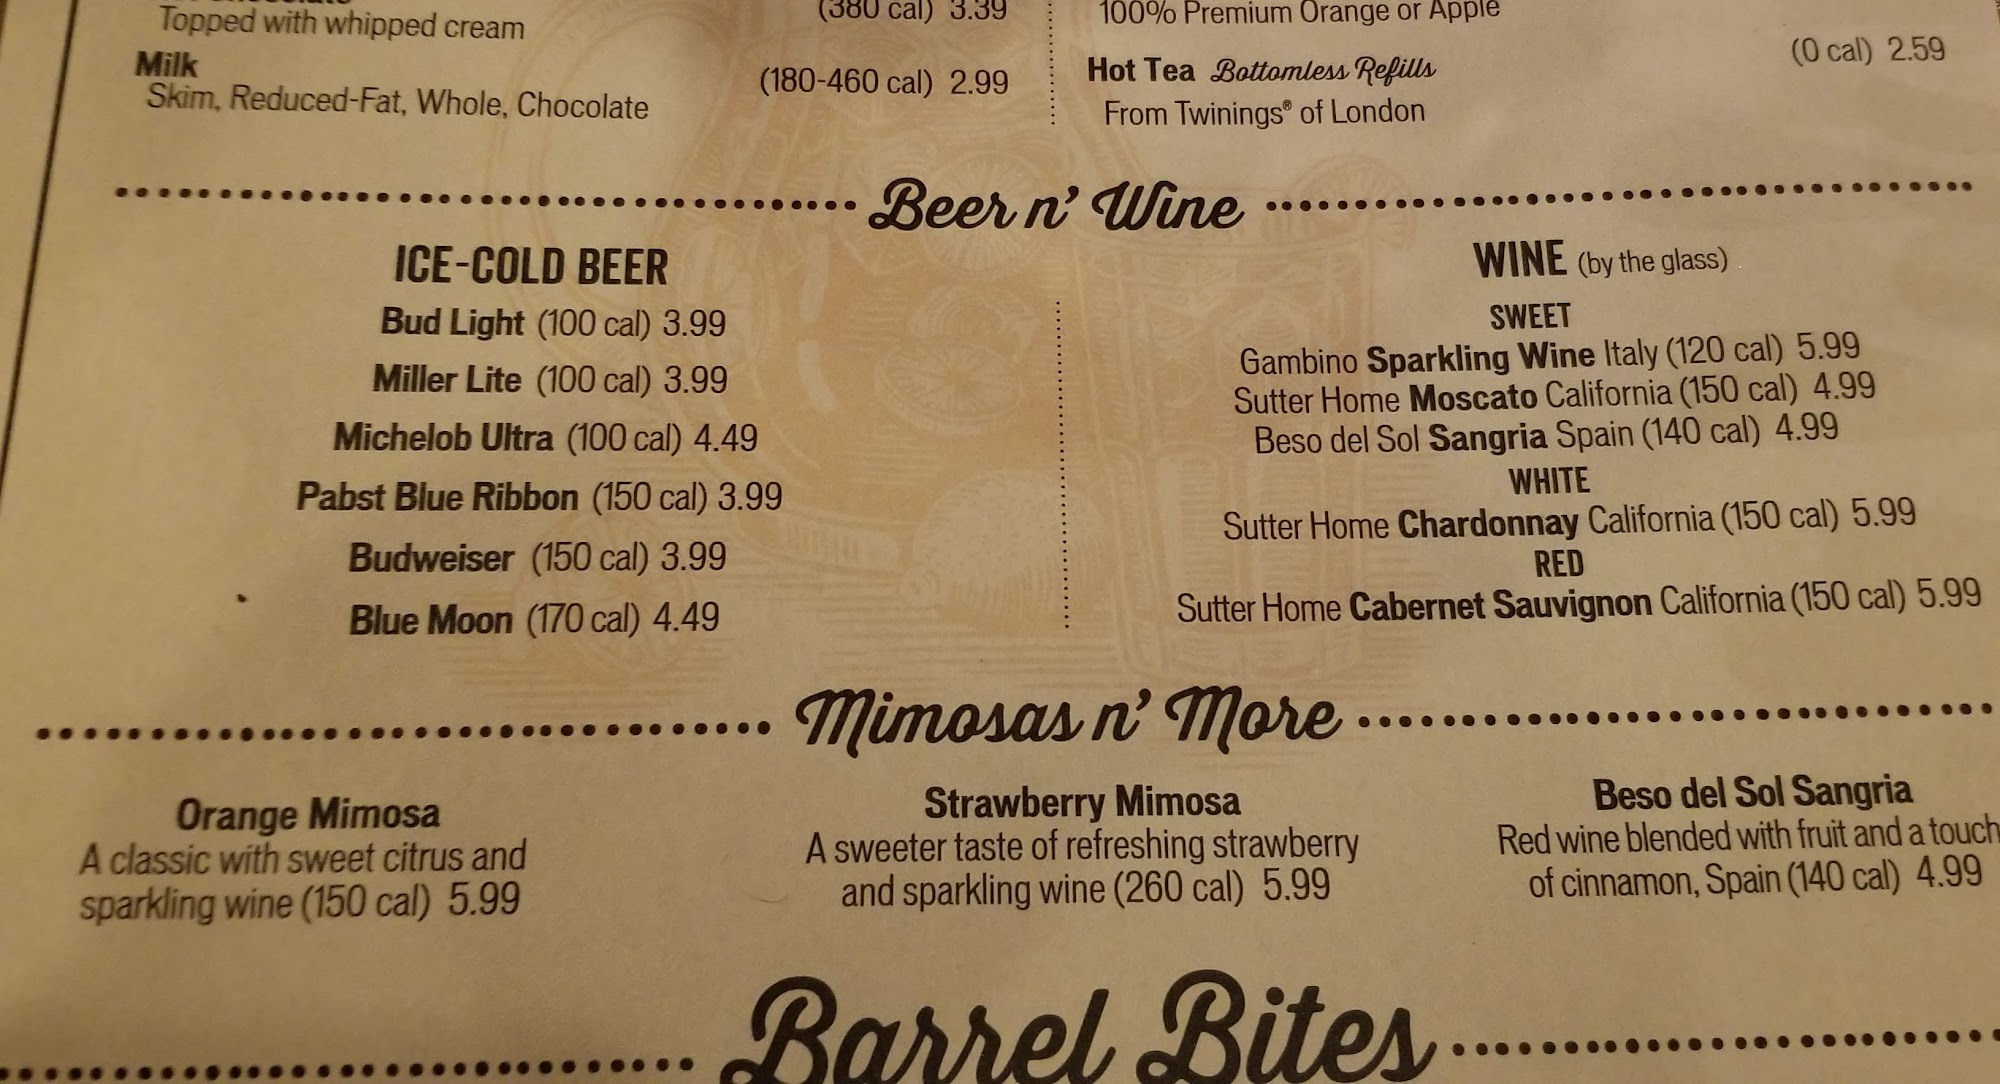 Topped with whipped cream
(380 cal) 3.39
Milk
(180-460 cal) 2.99
Skim, Reduced-Fat, Whole, Chocolate
100% Premium Orange or Apple
Hot Tea Bottomless Refills
(0 cal) 2.59
From Twinings® of London
Beer n' Wine
ICE-COLD BEER
Bud Light (100 cal) 3.99
Miller Lite (100 cal) 3.99
Michelob Ultra (100 cal) 4.49
Pabst Blue Ribbon (150 cal) 3.99
Budweiser (150 cal) 3.99
Blue Moon (170 cal) 4.49
WINE (by the glass)
SWEET
Gambino Sparkling Wine Italy (120 cal) 5.99
Sutter Home Moscato California (150 cal) 4.99
Beso del Sol Sangria Spain (140 cal) 4.99
WHITE
Sutter Home Chardonnay California (150 cal) 5.99
RED
Sutter Home Cabernet Sauvignon California (150 cal) 5.99
Mimosas n' More
Orange Mimosa
A classic with sweet citrus and
sparkling wine (150 cal) 5.99
Strawberry Mimosa
A sweeter taste of refreshing strawberry
and sparkling wine (260 cal) 5.99
Beso del Sol Sangria
Red wine blended with fruit and a touch
of cinnamon, Spain (140 cal) 4.99
Barrel Bites